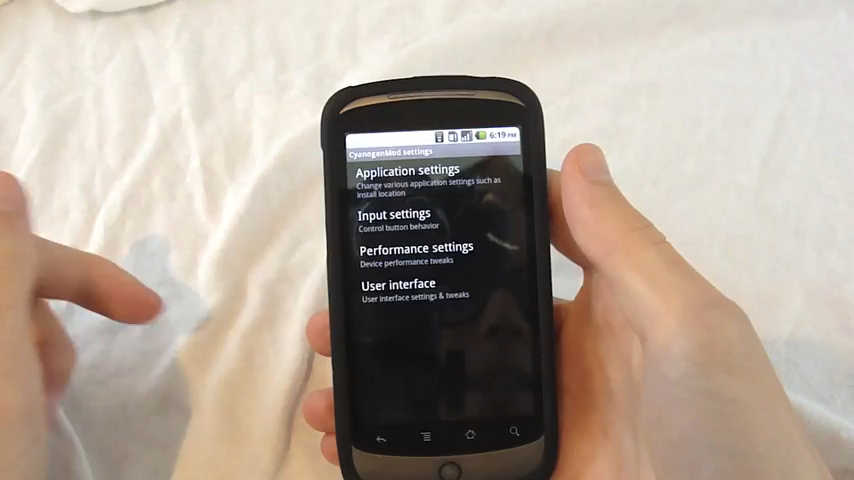 6:19 PM
CyanogenMod settings
Application settings
Change various application settings such as
install location
Input settings
Control button behavior
Performance settings
Device performance tweaks
User interface
User interface settings & tweaks